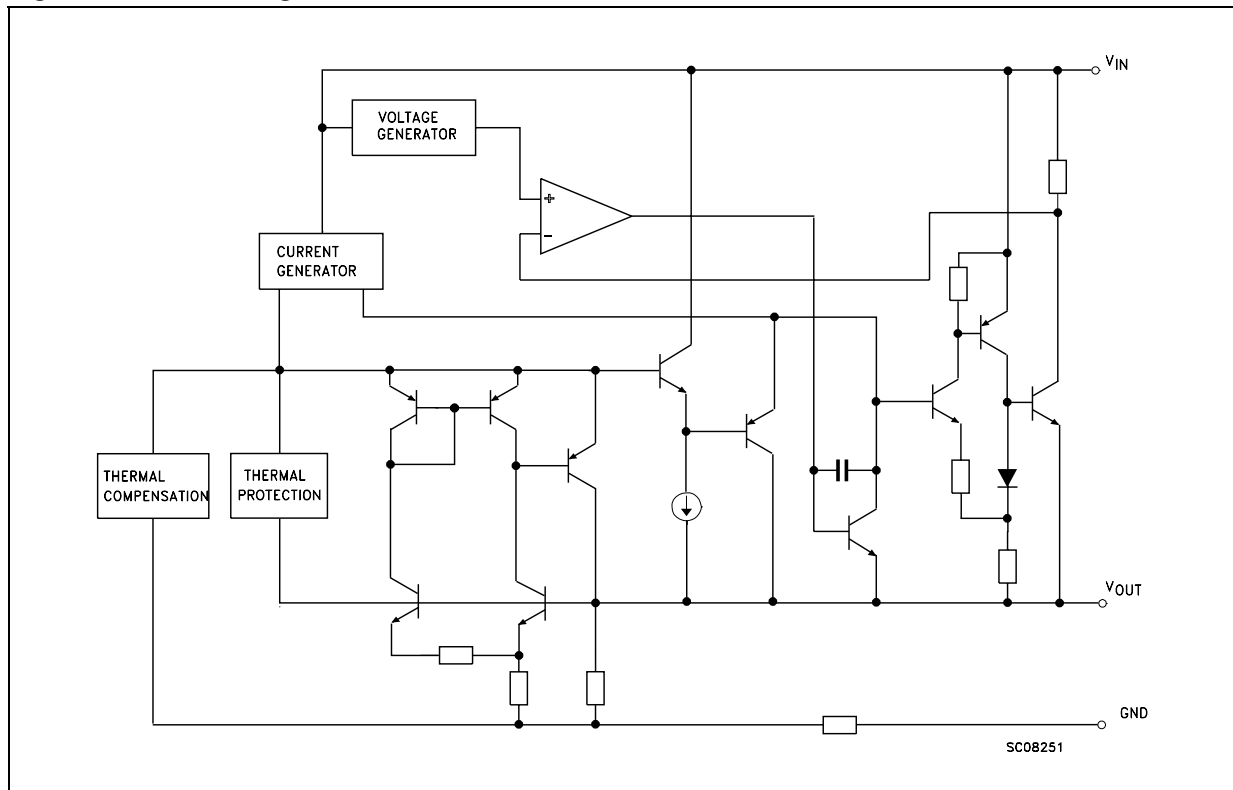 VIN
VOLTAGE
GENERATOR
+
-
CURRENT
GENERATOR
THERMAL
COMPENSATION
THERMAL
PROTECTION
VOUT
GND
SC08251